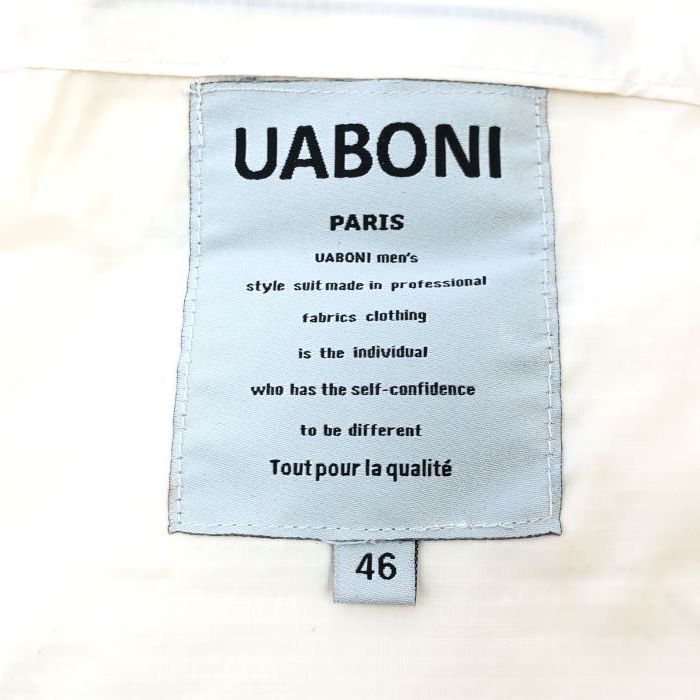 UABONI
PARIS
UABONI men's
style suit made in professional
fabrics clothing
is the individual
who has the self-confidence
to be different
Tout pour la qualité
46